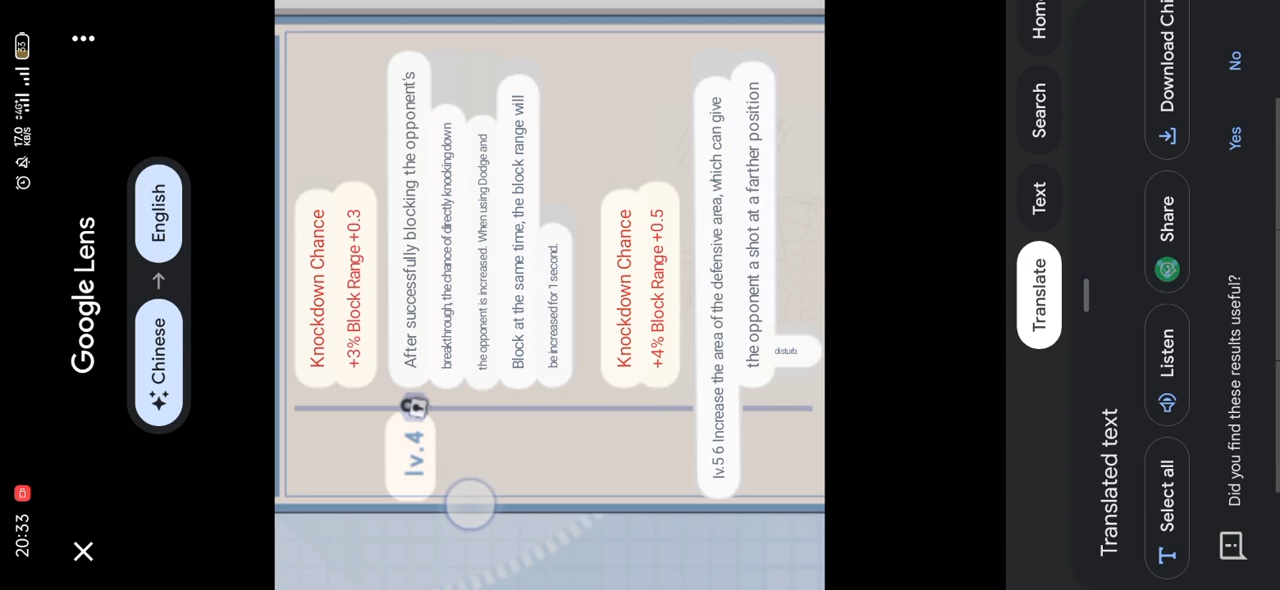 20:33
17.0 KB/S
4G+
33
Google Lens
Chinese → English
Knockdown Chance
+3% Block Range +0.3
lv.4
After successfully blocking the opponent's
breakthrough, the chance of directly knocking down
the opponent is increased. When using Dodge and
Block at the same time, the block range will
be increased for 1 second.
Knockdown Chance
+4% Block Range +0.5
lv.5 6 Increase the area of the defensive area, which can give
the opponent a shot at a farther position
disturb.
Translate
Text
Search
Hom
Translated text
Select all
Listen
Share
Download Chi
Did you find these results useful?
Yes
No